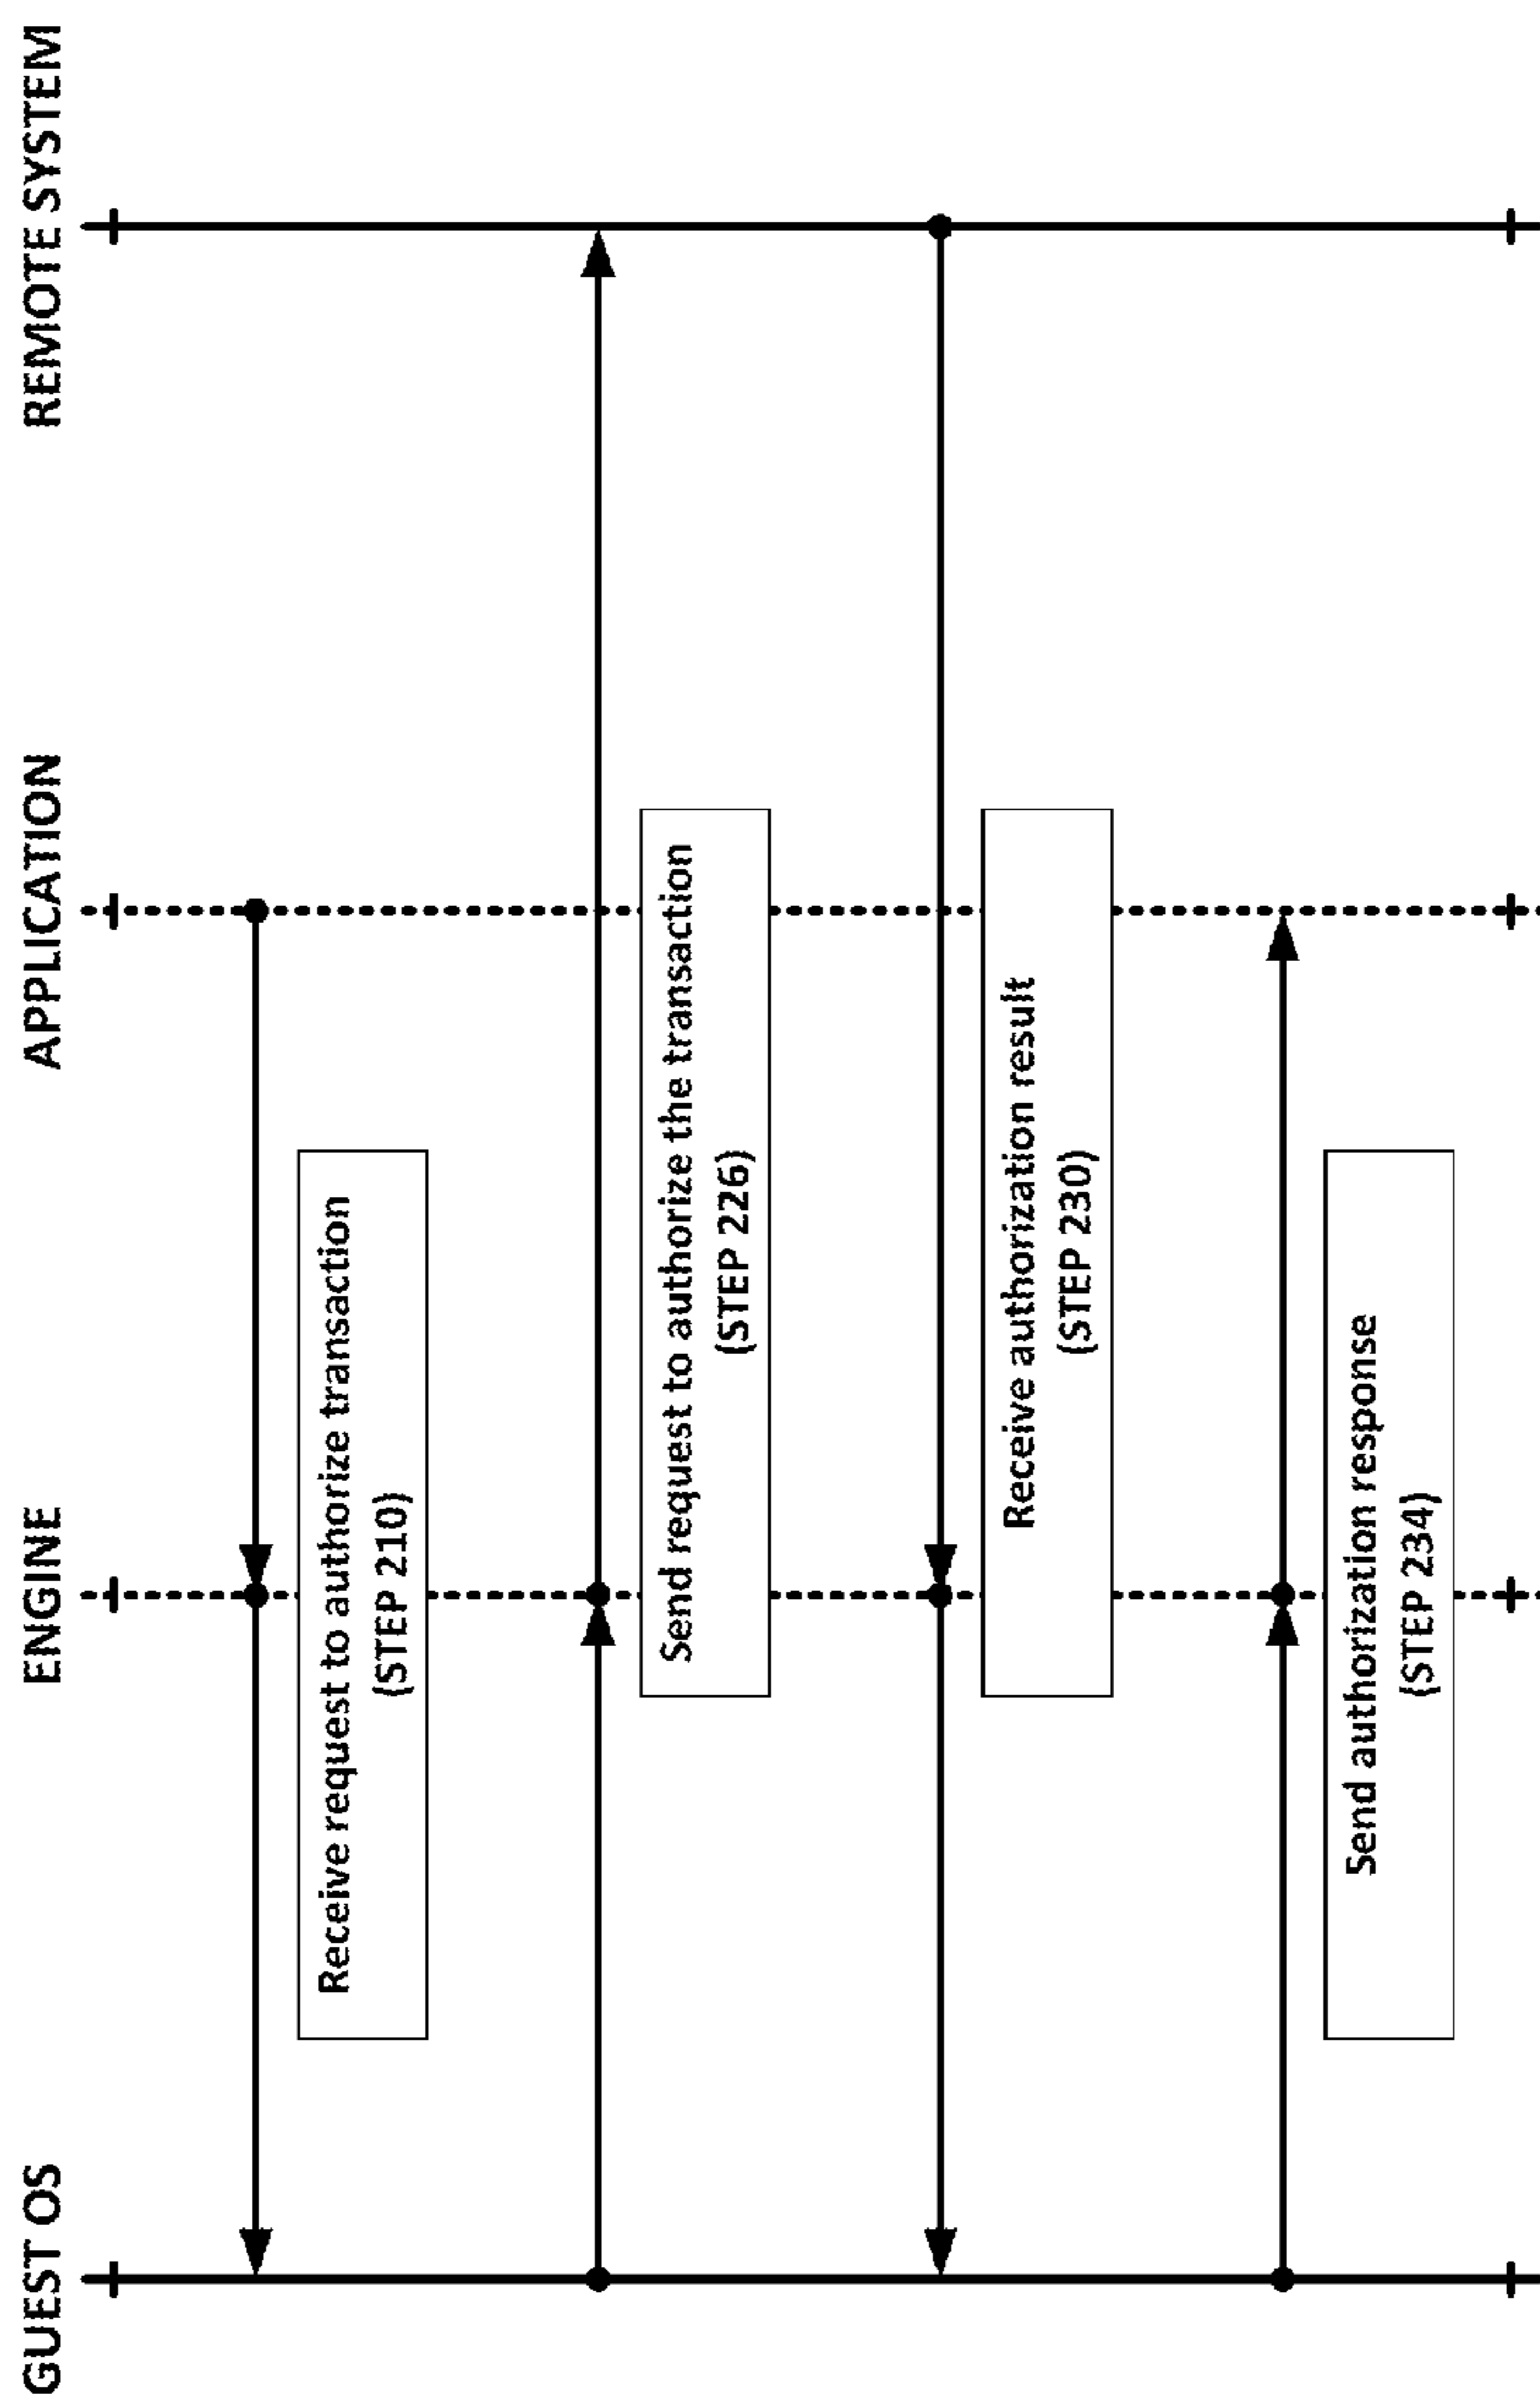 GUEST OS
ENGINE
APPLICATION
REMOTE SYSTEM
Receive request to authorize transaction
(STEP 210)
Send request to authorize the transaction
(STEP 226)
Receive authorization result
(STEP 230)
Send authorization response
(STEP 234)